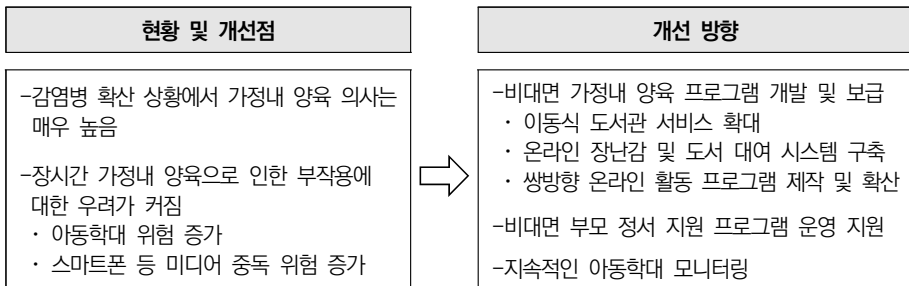 현황 및 개선점
-감염병 확산 상황에서 가정내 양육 의사는
매우 높음
-장시간 가정내 양육으로 인한 부작용에
대한 우려가 커짐
· 아동학대 위험 증가
· 스마트폰 등 미디어 중독 위험 증가
개선 방향
-비대면 가정내 양육 프로그램 개발 및 보급
· 이동식 도서관 서비스 확대
· 온라인 장난감 및 도서 대여 시스템 구축
· 쌍방향 온라인 활동 프로그램 제작 및 확산
-비대면 부모 정서 지원 프로그램 운영 지원
-지속적인 아동학대 모니터링